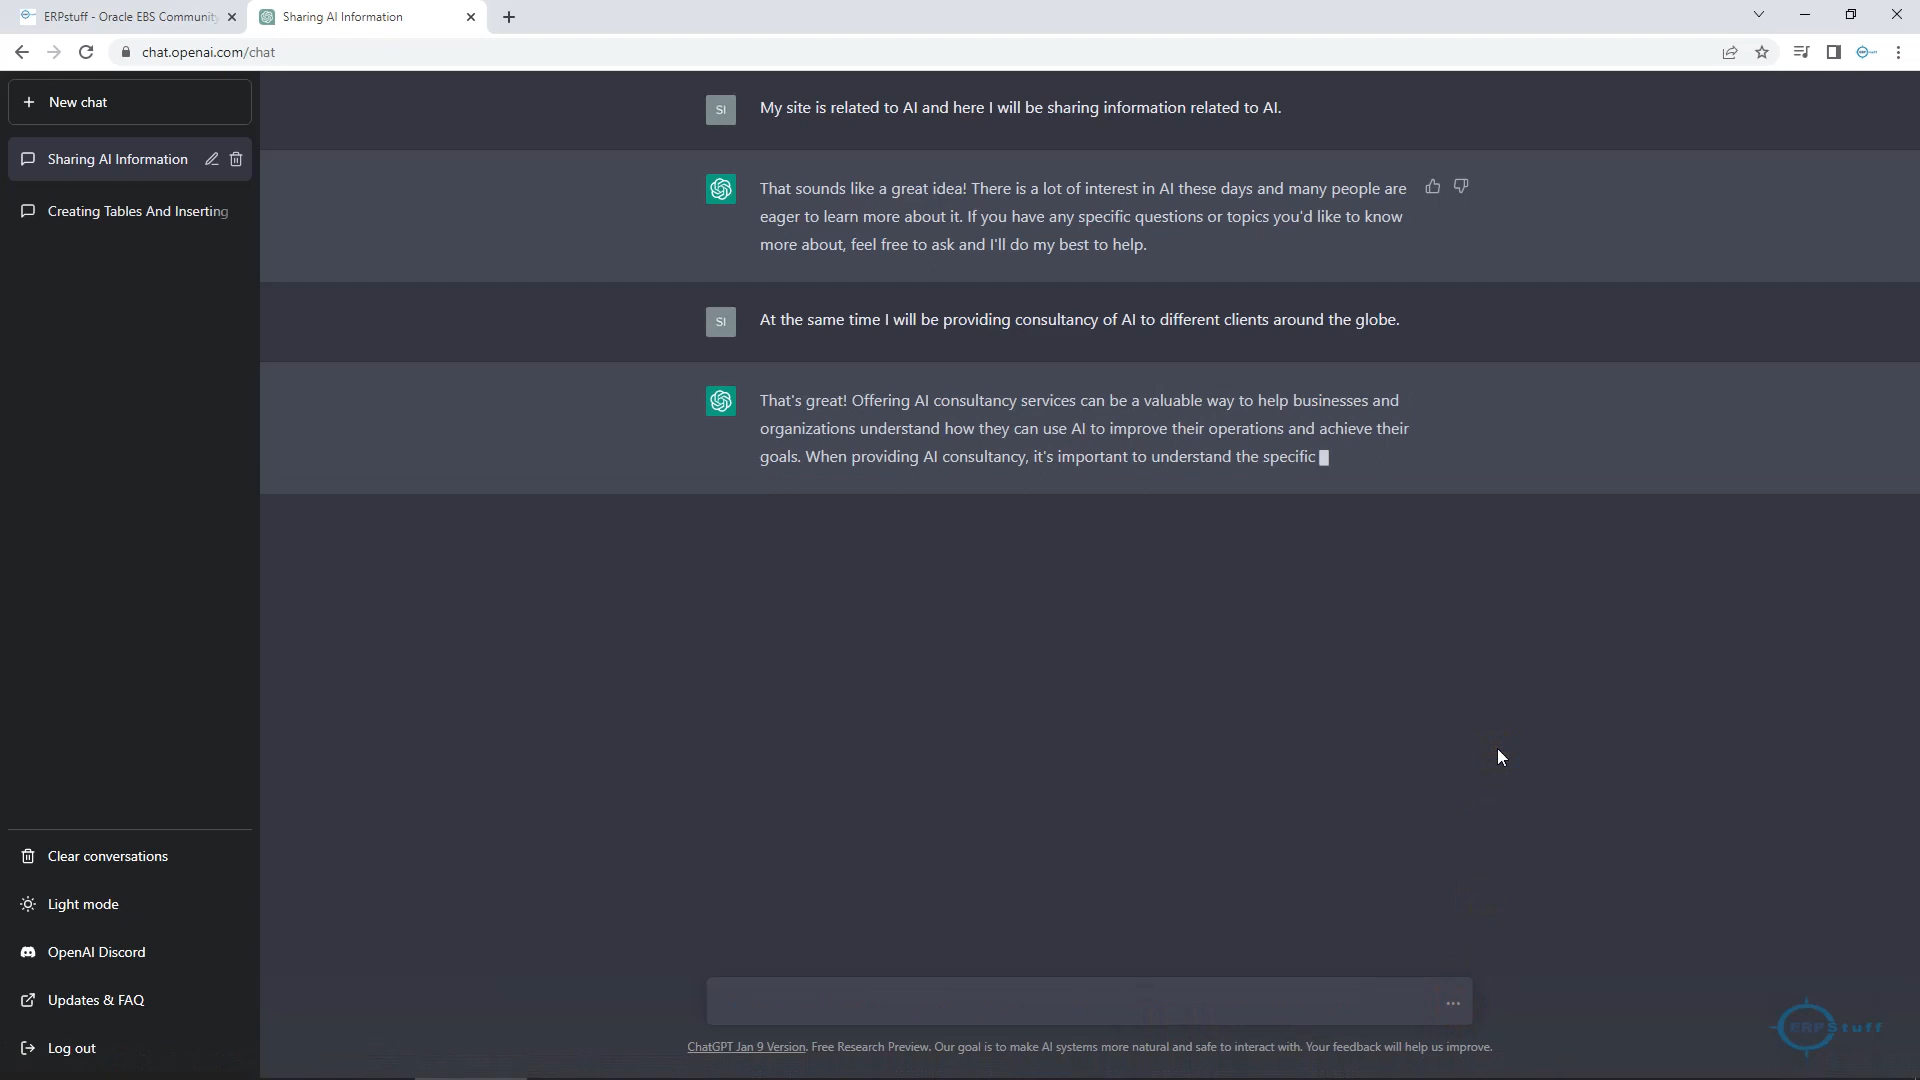 ERPstuff - Oracle EBS Community
Sharing AI Information
chat.openai.com/chat
New chat
Sharing AI Information
Creating Tables And Inserting
SI
My site is related to AI and here I will be sharing information related to AI.
That sounds like a great idea! There is a lot of interest in AI these days and many people are
eager to learn more about it. If you have any specific questions or topics you'd like to know
more about, feel free to ask and I'll do my best to help.
SI
At the same time I will be providing consultancy of AI to different clients around the globe.
That's great! Offering AI consultancy services can be a valuable way to help businesses and
organizations understand how they can use AI to improve their operations and achieve their
goals. When providing AI consultancy, it's important to understand the specific
Clear conversations
Light mode
OpenAI Discord
Updates & FAQ
Log out
ChatGPT Jan 9 Version. Free Research Preview. Our goal is to make AI systems more natural and safe to interact with. Your feedback will help us improve.
ERPStuff